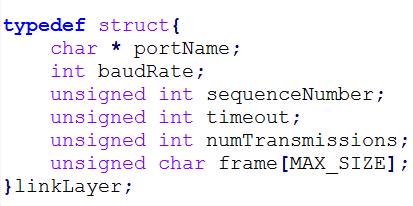 typedef struct{
    char * portName;
    int baudRate;
    unsigned int sequenceNumber;
    unsigned int timeout;
    unsigned int numTransmissions;
    unsigned char frame[MAX_SIZE];
}linkLayer;